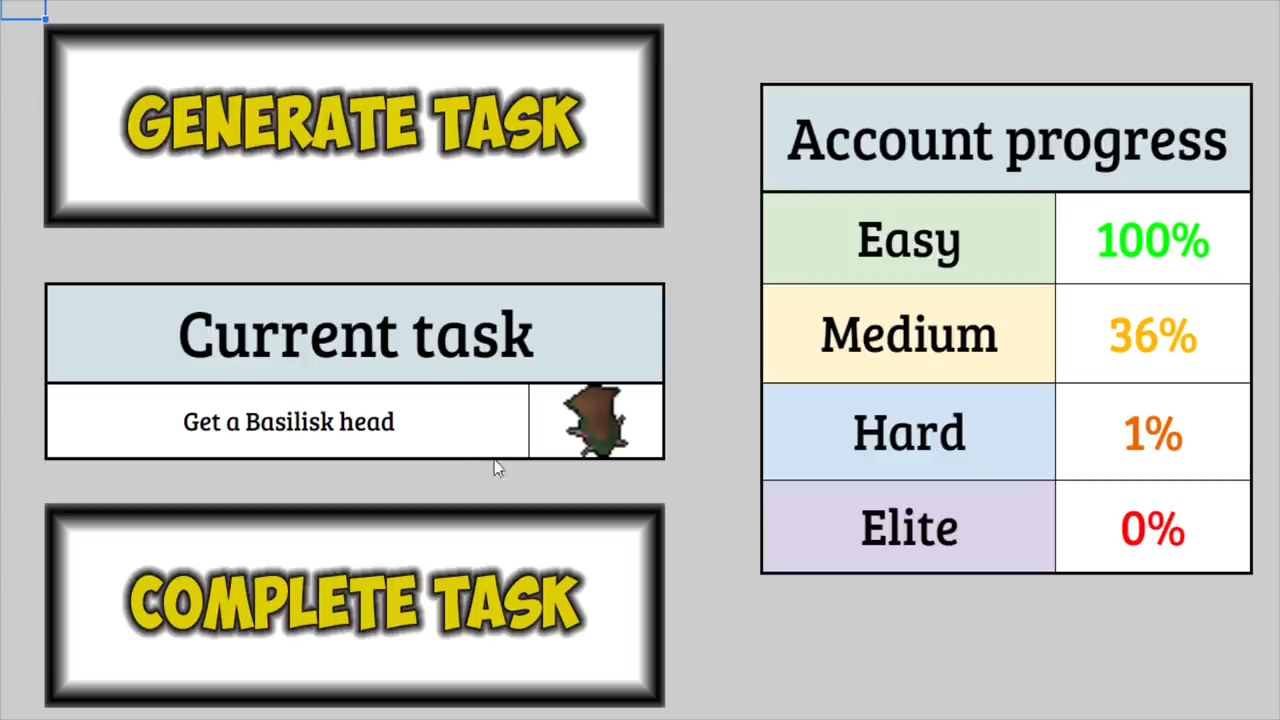 GENERATE TASK
Current task
Get a Basilisk head
COMPLETE TASK
Account progress
Easy 100%
Medium 36%
Hard 1%
Elite 0%